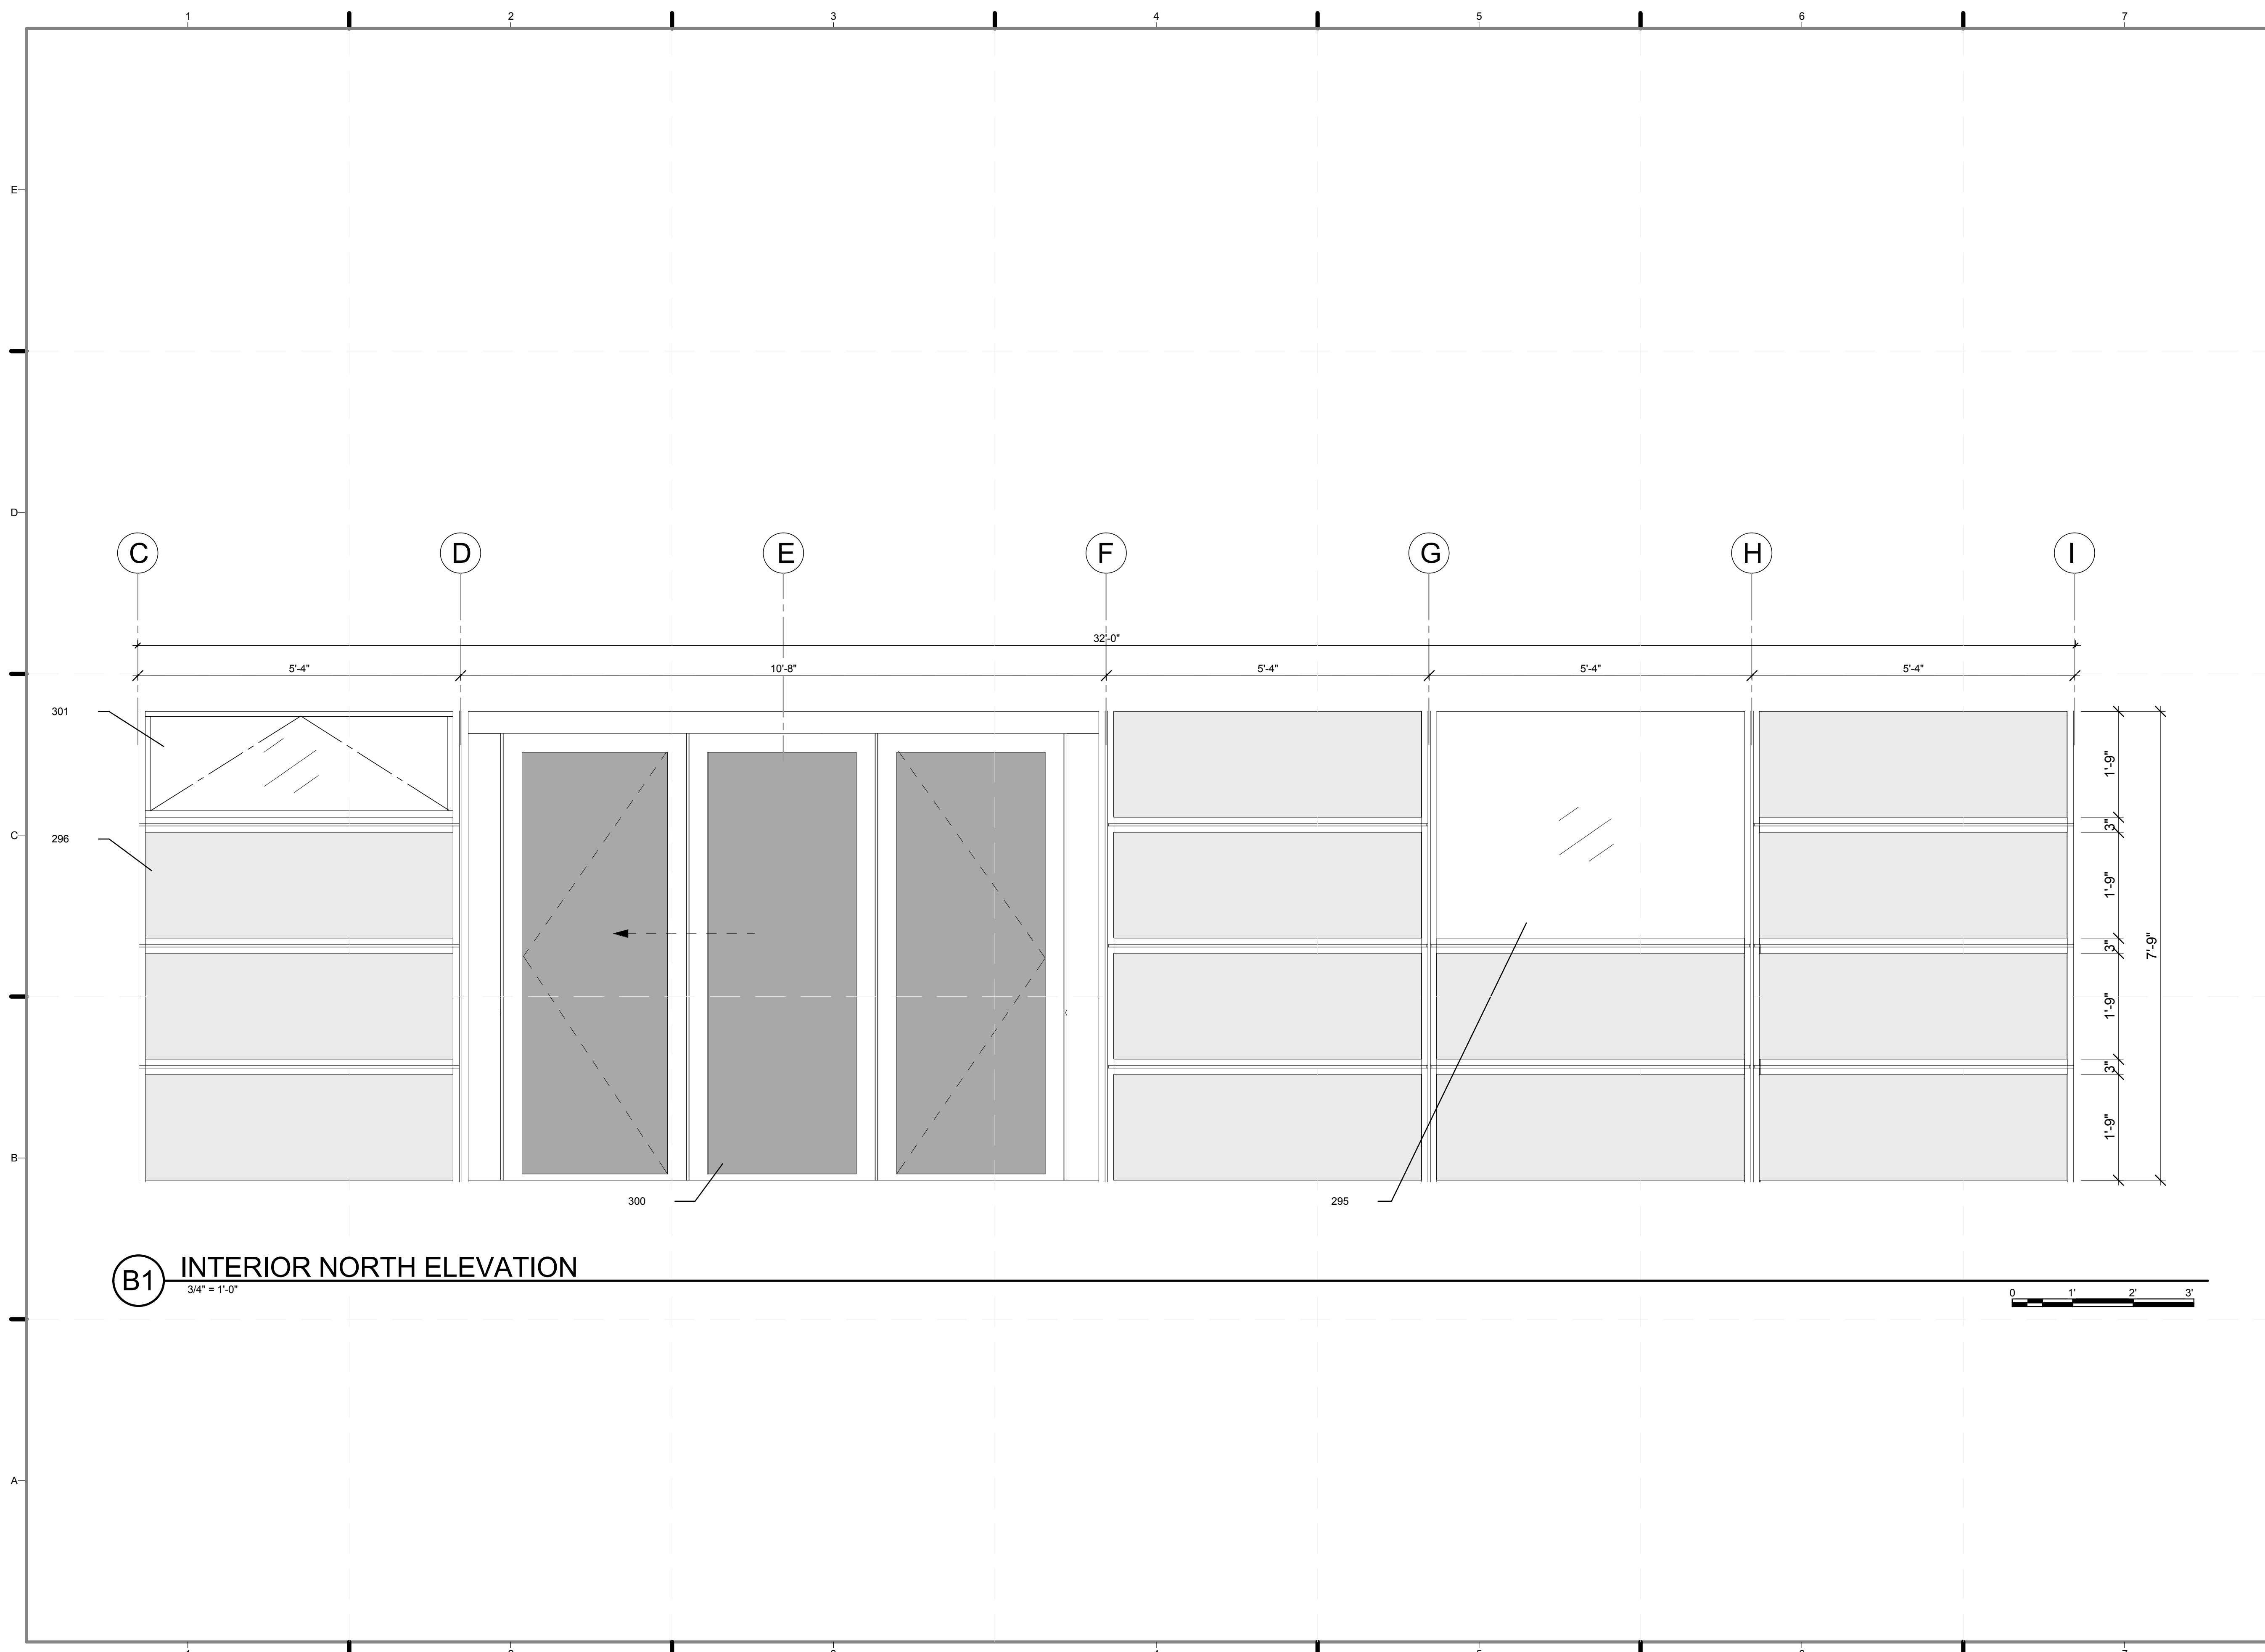 1 2 3 4 5 6 7
E
D
C D E F G H I
32'-0"
5'-4" 10'-8" 5'-4" 5'-4" 5'-4"
301
1'-9"
3"
C
296
1'-9"
3"
7'-9"
1'-9"
3"
1'-9"
B
300 295
B1 INTERIOR NORTH ELEVATION
3/4" = 1'-0"
0 1' 2' 3'
A